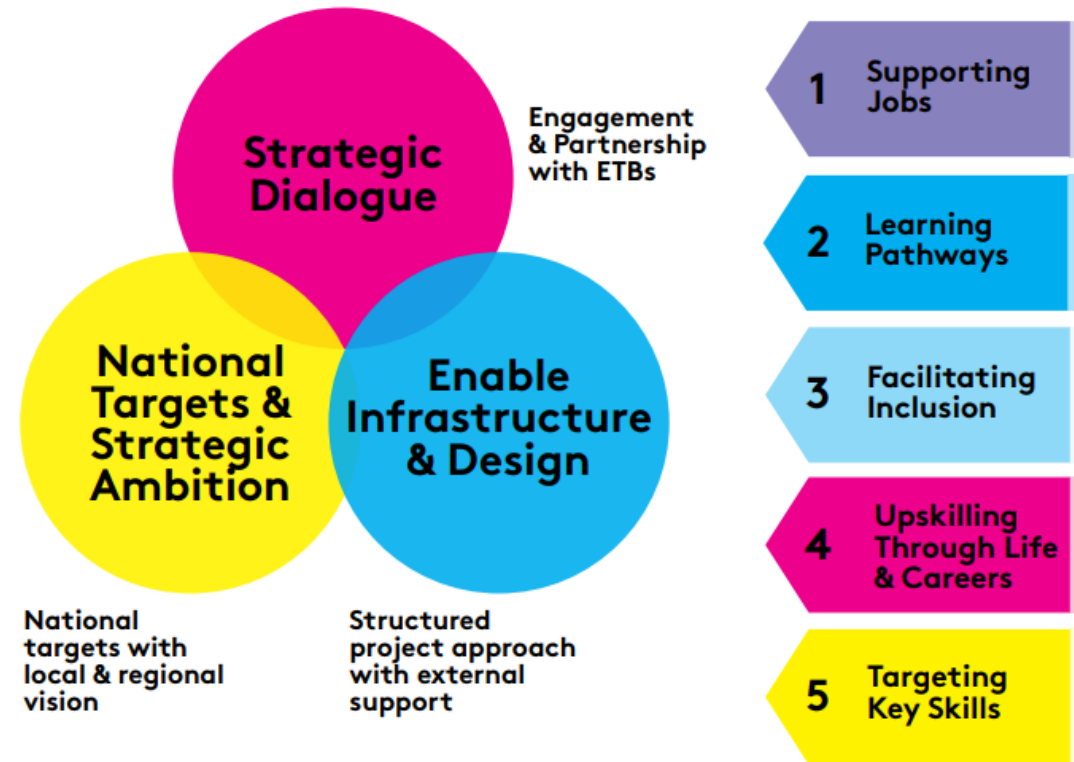 Strategic
Dialogue
Engagement
& Partnership
with ETBs
National
Targets &
Strategic
Ambition
Enable
Infrastructure
& Design
National
targets with
local & regional
vision
Structured
project approach
with external
support
1
Supporting
Jobs
2
Learning
Pathways
3
Facilitating
Inclusion
4
Upskilling
Through Life
& Careers
5
Targeting
Key Skills